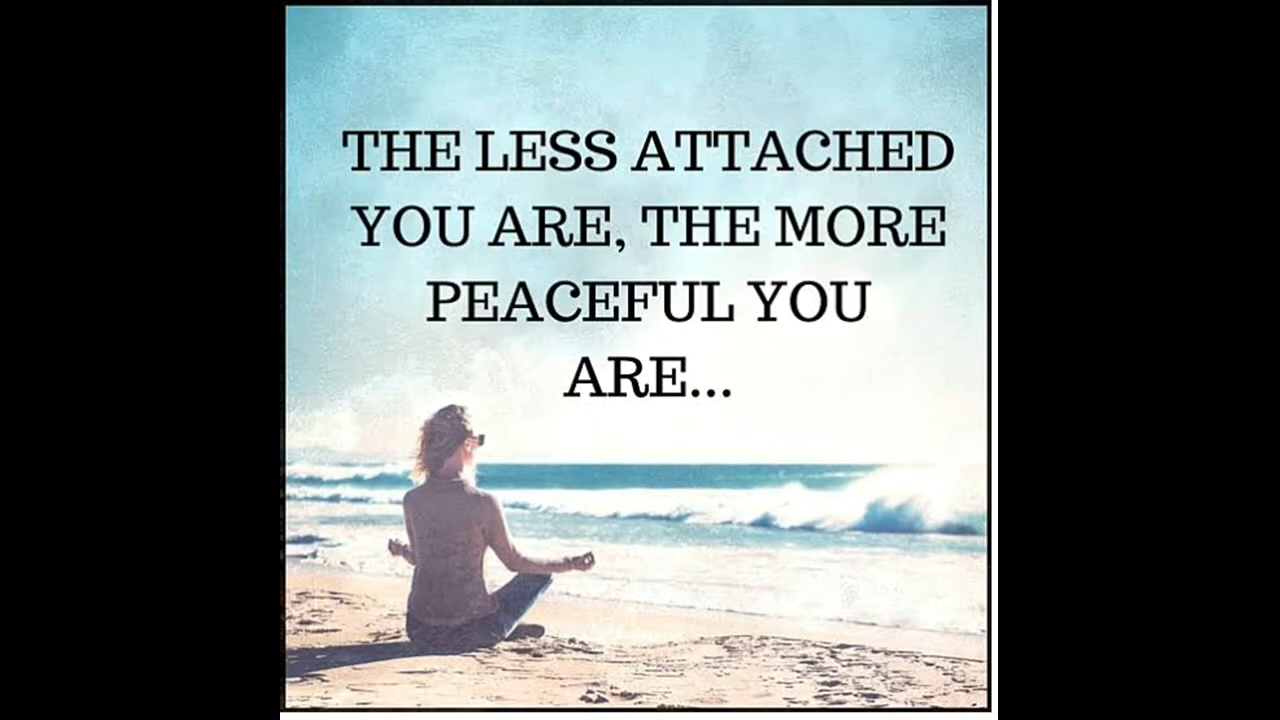 THE LESS ATTACHED
YOU ARE, THE MORE
PEACEFUL YOU
ARE...